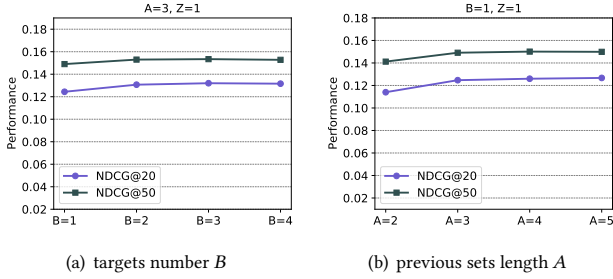 A=3, Z=1
Performance
0.18
0.16
0.14
0.12
0.10
0.08
0.06
0.04
0.02
NDCG@20
NDCG@50
B=1 B=2 B=3 B=4
(a) targets number B
B=1, Z=1
Performance
0.18
0.16
0.14
0.12
0.10
0.08
0.06
0.04
0.02
NDCG@20
NDCG@50
A=2 A=3 A=4 A=5
(b) previous sets length A